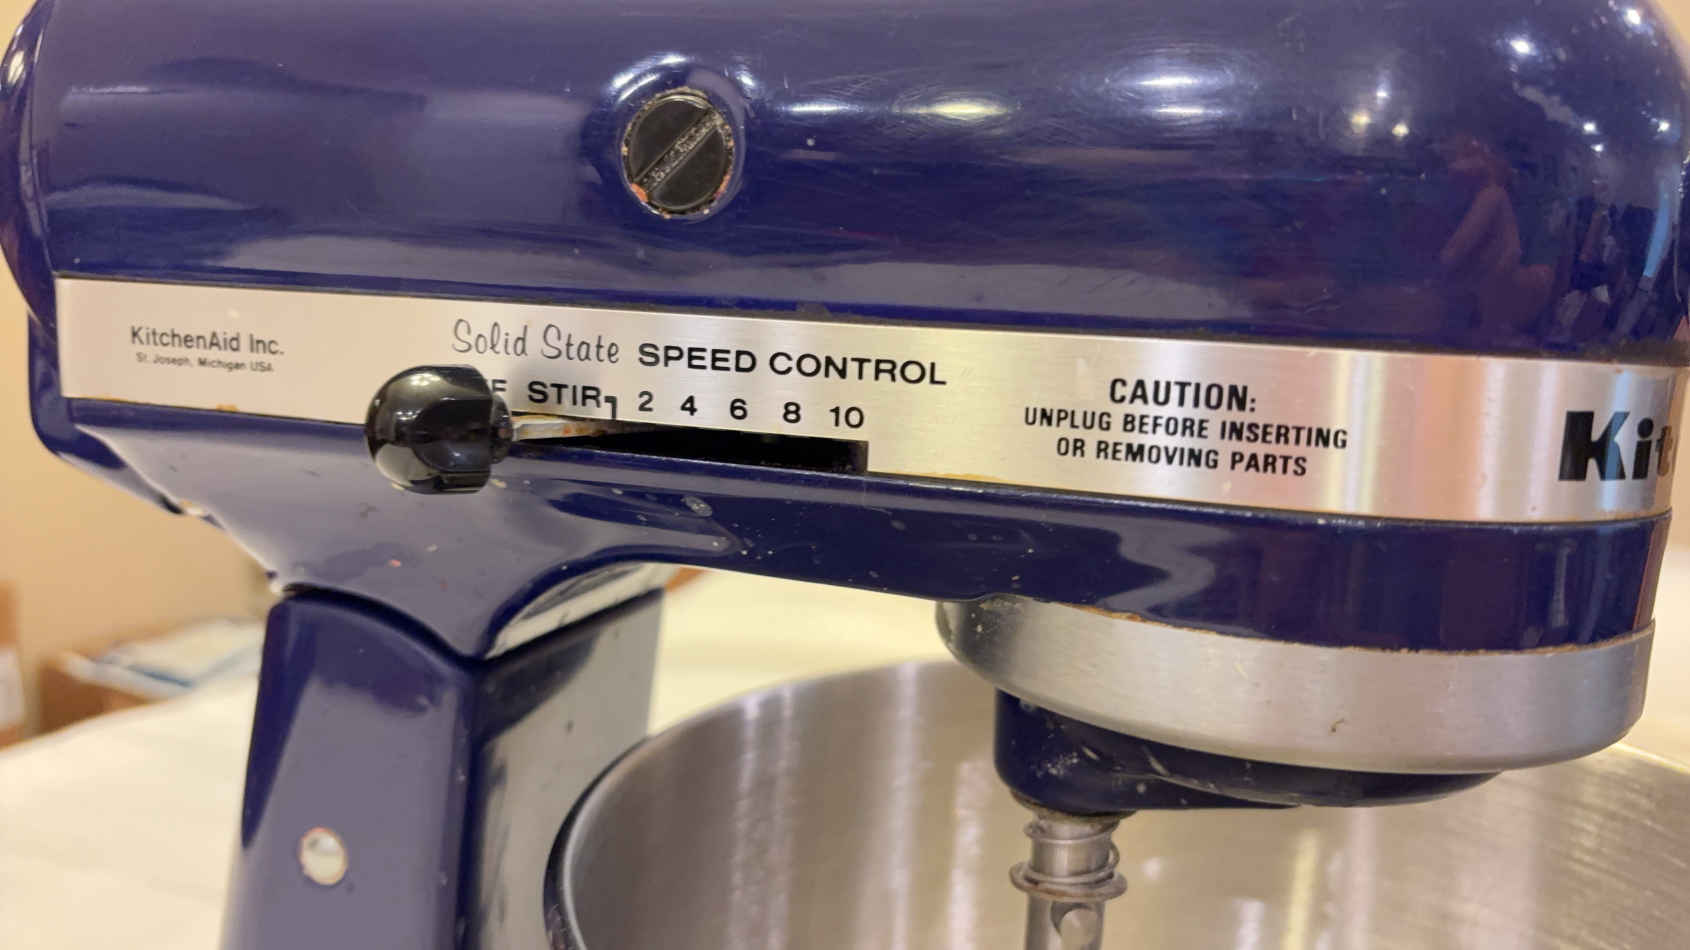 KitchenAid Inc.
St. Joseph, Michigan USA
Solid State SPEED CONTROL
STIR 1 2 4 6 8 10
CAUTION:
UNPLUG BEFORE INSERTING
OR REMOVING PARTS
Kit